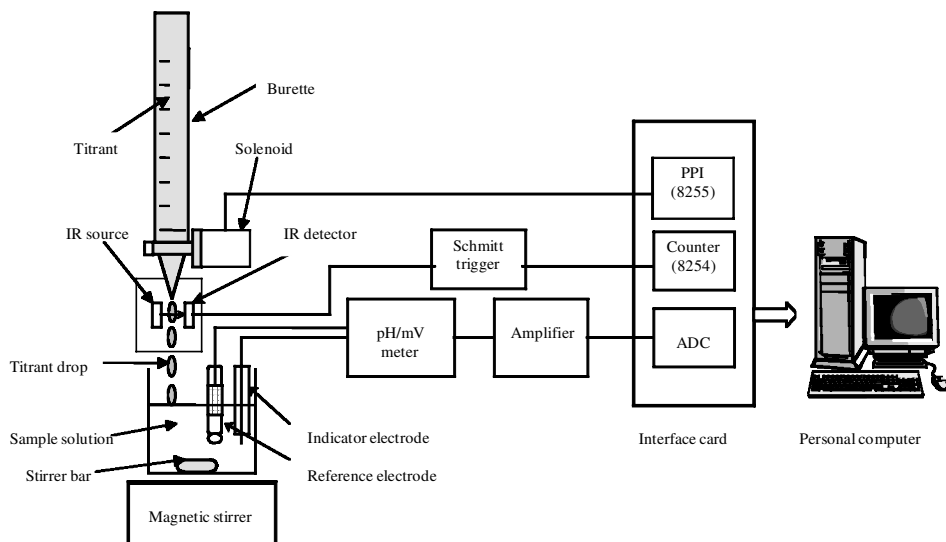 Burette
Titrant
Solenoid
PPI
(8255)
IR source
IR detector
Schmitt
trigger
Counter
(8254)
pH/mV
meter
Amplifier
ADC
Titrant drop
Sample solution
Indicator electrode
Interface card
Personal computer
Stirrer bar
Reference electrode
Magnetic stirrer